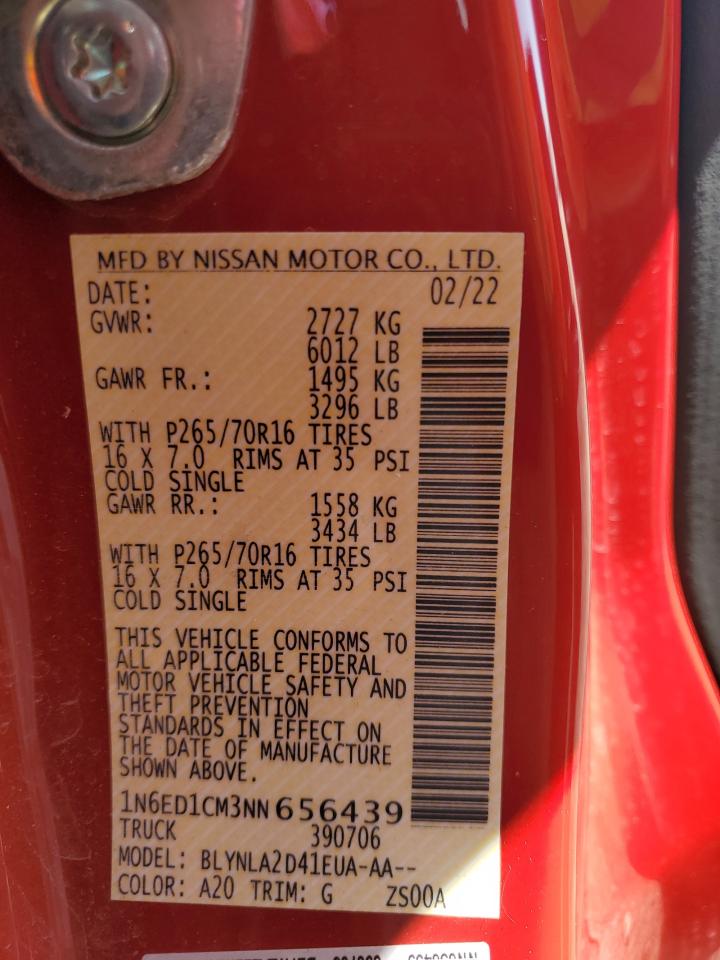 MFD BY NISSAN MOTOR CO., LTD.
DATE: 02/22
GVWR: 2727 KG
6012 LB
GAWR FR.: 1495 KG
3296 LB
WITH P265/70R16 TIRES
16 X 7.0 RIMS AT 35 PSI
COLD SINGLE
GAWR RR.: 1558 KG
3434 LB
WITH P265/70R16 TIRES
16 X 7.0 RIMS AT 35 PSI
COLD SINGLE
THIS VEHICLE CONFORMS TO
ALL APPLICABLE FEDERAL
MOTOR VEHICLE SAFETY AND
THEFT PREVENTION
STANDARDS IN EFFECT ON
THE DATE OF MANUFACTURE
SHOWN ABOVE.
1N6ED1CM3NN656439
TRUCK 390706
MODEL: BLYNLA2D41EUA-AA--
COLOR: A20 TRIM: G ZS00A